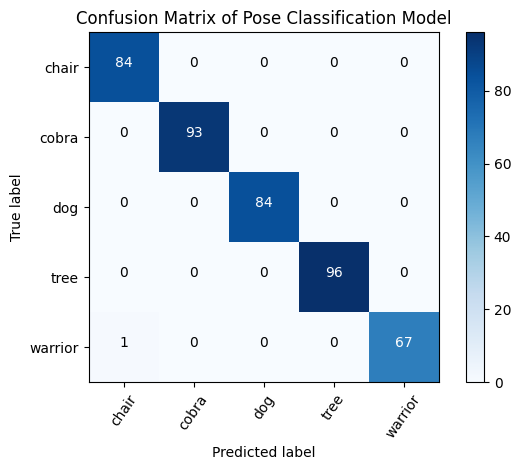 Confusion Matrix of Pose Classification Model
chair 84 0 0 0 0
cobra 0 93 0 0 0
dog 0 0 84 0 0
tree 0 0 0 96 0
warrior 1 0 0 0 67
True label
chair cobra dog tree warrior
Predicted label
80
60
40
20
0